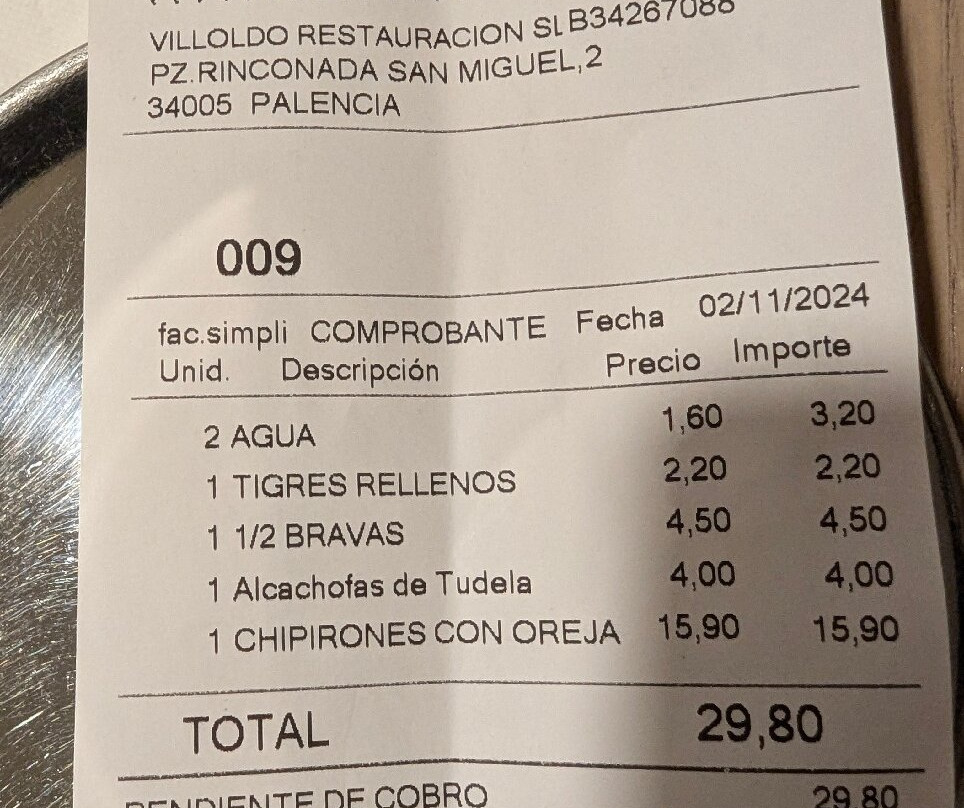 VILLOLDO RESTAURACION SL B34267088
PZ.RINCONADA SAN MIGUEL,2
34005 PALENCIA
009
fac.simpli COMPROBANTE Fecha 02/11/2024
Unid. Descripción Precio Importe
2 AGUA 1,60 3,20
1 TIGRES RELLENOS 2,20 2,20
1 1/2 BRAVAS 4,50 4,50
1 Alcachofas de Tudela 4,00 4,00
1 CHIPIRONES CON OREJA 15,90 15,90
TOTAL 29,80
PENDIENTE DE COBRO 29,80